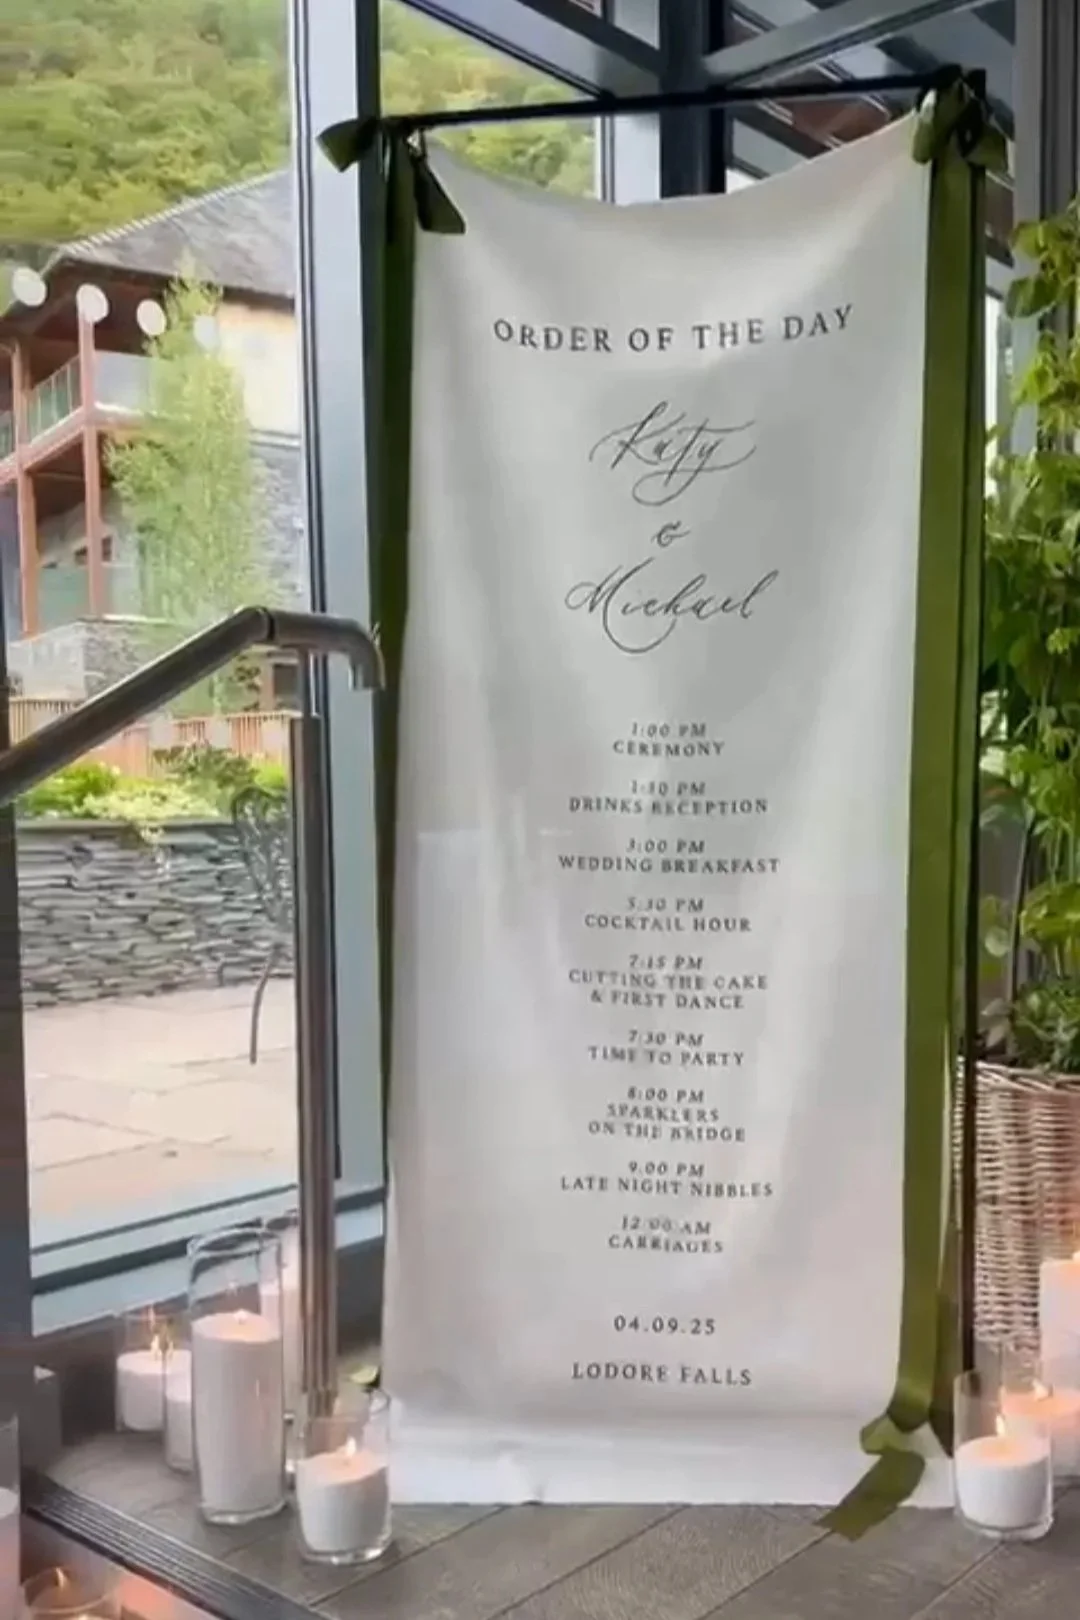 ORDER OF THE DAY
Katy
&
Michael
1:00 PM
CEREMONY
1:30 PM
DRINKS RECEPTION
3:00 PM
WEDDING BREAKFAST
5:30 PM
COCKTAIL HOUR
7:15 PM
CUTTING THE CAKE
& FIRST DANCE
7:30 PM
TIME TO PARTY
8:00 PM
SPARKLERS
ON THE BRIDGE
9.00 PM
LATE NIGHT NIBBLES
12:00 AM
CARRIAGES
04.09.25
LODORE FALLS